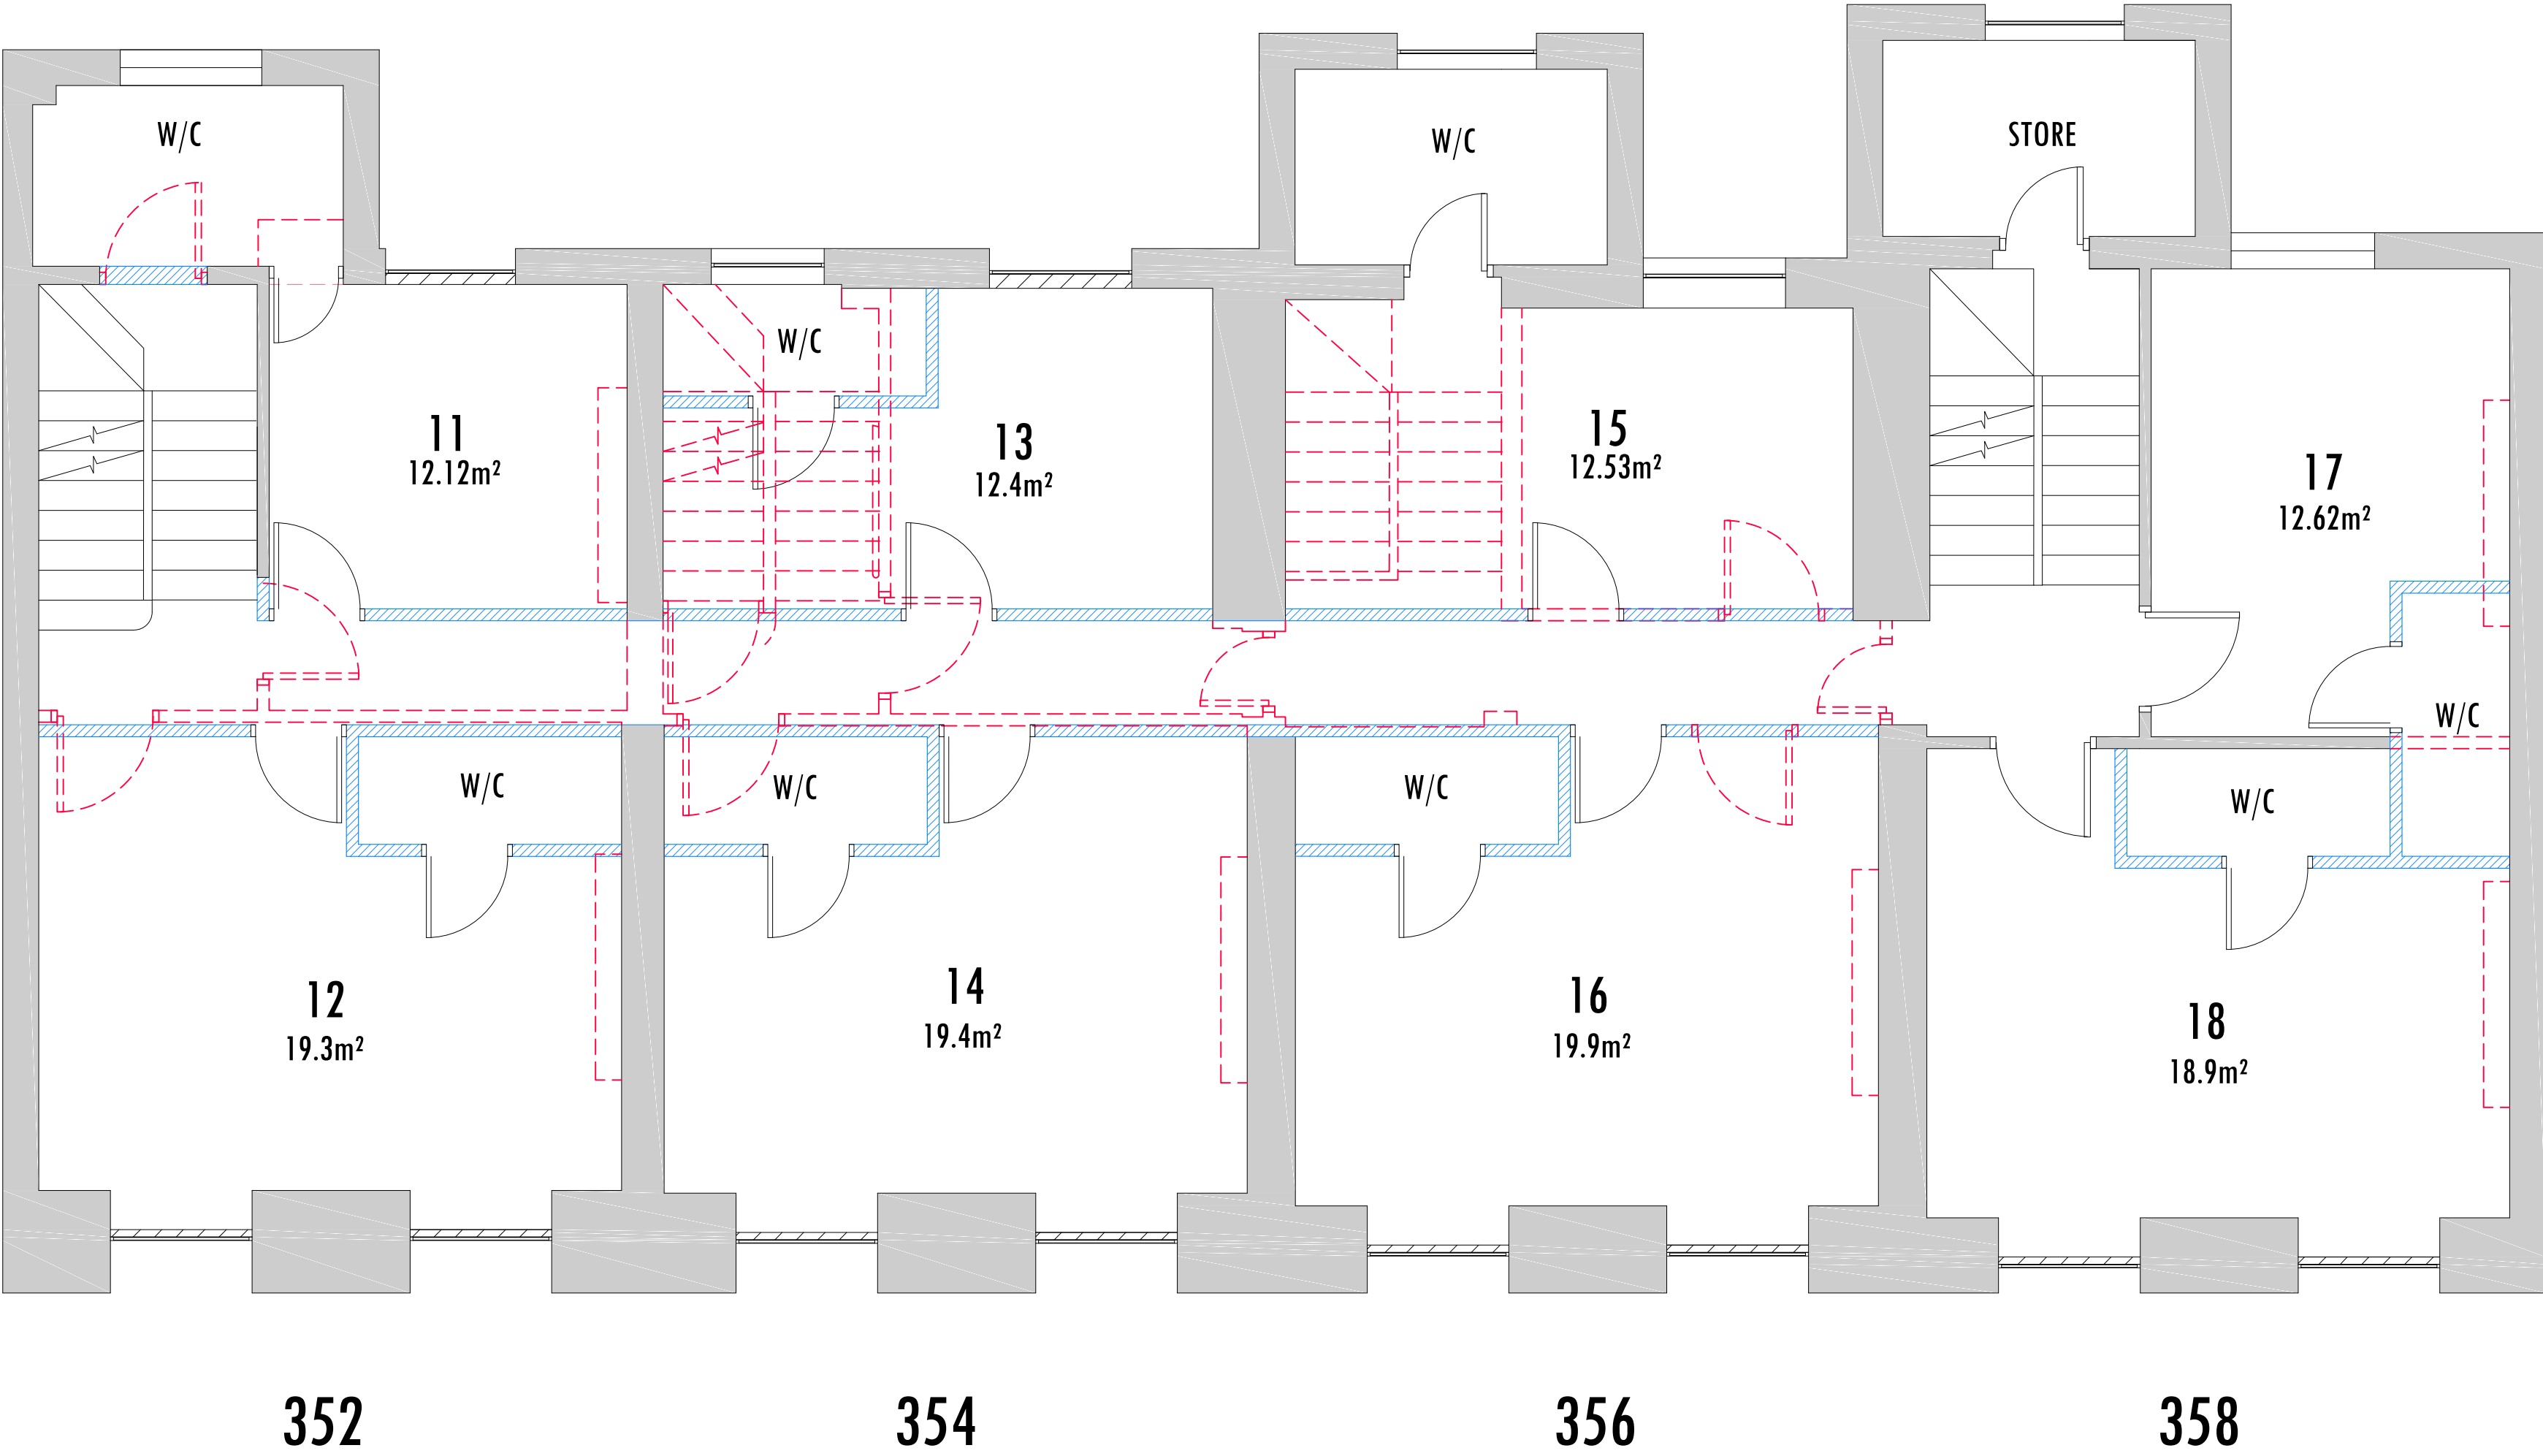 W/C
W/C
STORE
W/C
11
12.12m²
13
12.4m²
15
12.53m²
17
12.62m²
W/C
W/C
W/C
W/C
W/C
12
19.3m²
14
19.4m²
16
19.9m²
18
18.9m²
352
354
356
358